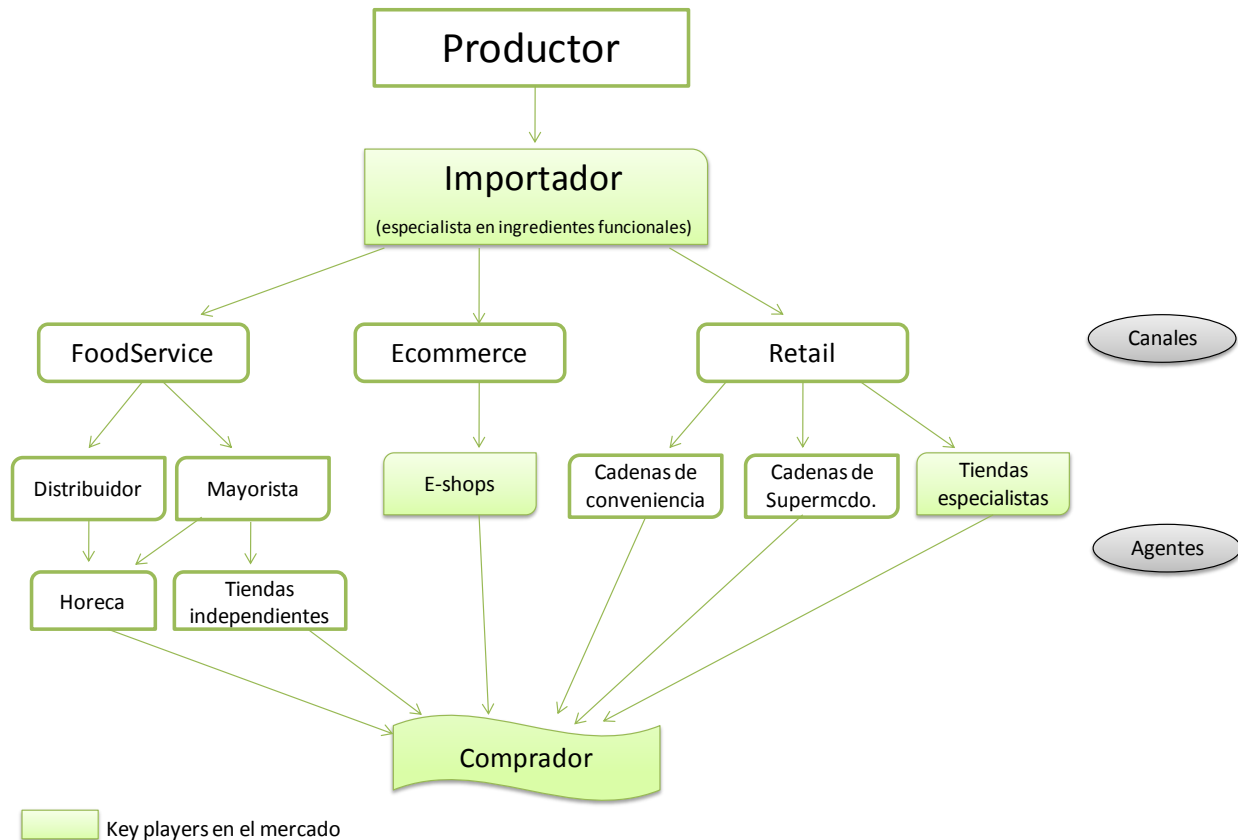 Productor
Importador
(especialista en ingredientes funcionales)
FoodService
Ecommerce
Retail
Canales
Distribuidor
Mayorista
E-shops
Cadenas de
conveniencia
Cadenas de
Supermcdo.
Tiendas
especialistas
Agentes
Horeca
Tiendas
independientes
Comprador
Key players en el mercado